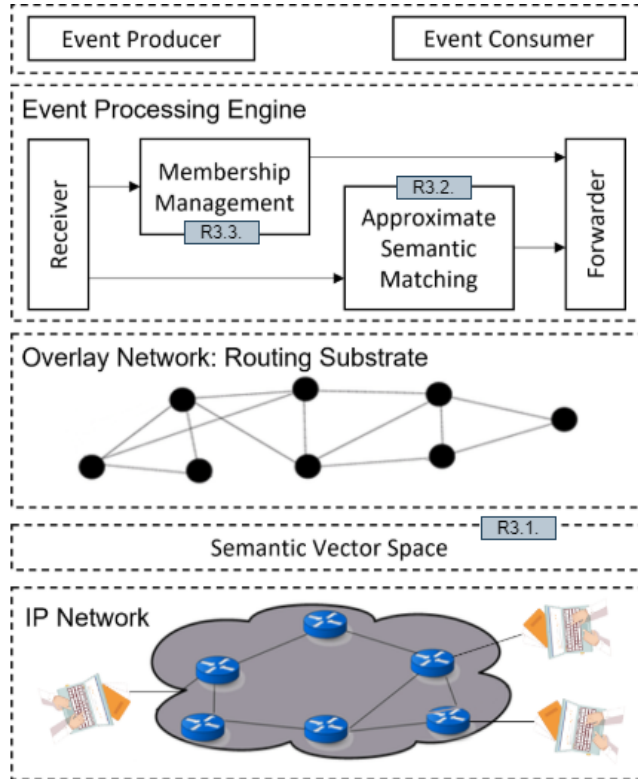 Event Producer
Event Consumer
Event Processing Engine
Receiver
Membership
Management
R3.3.
R3.2.
Approximate
Semantic
Matching
Forwarder
Overlay Network: Routing Substrate
R3.1.
Semantic Vector Space
IP Network